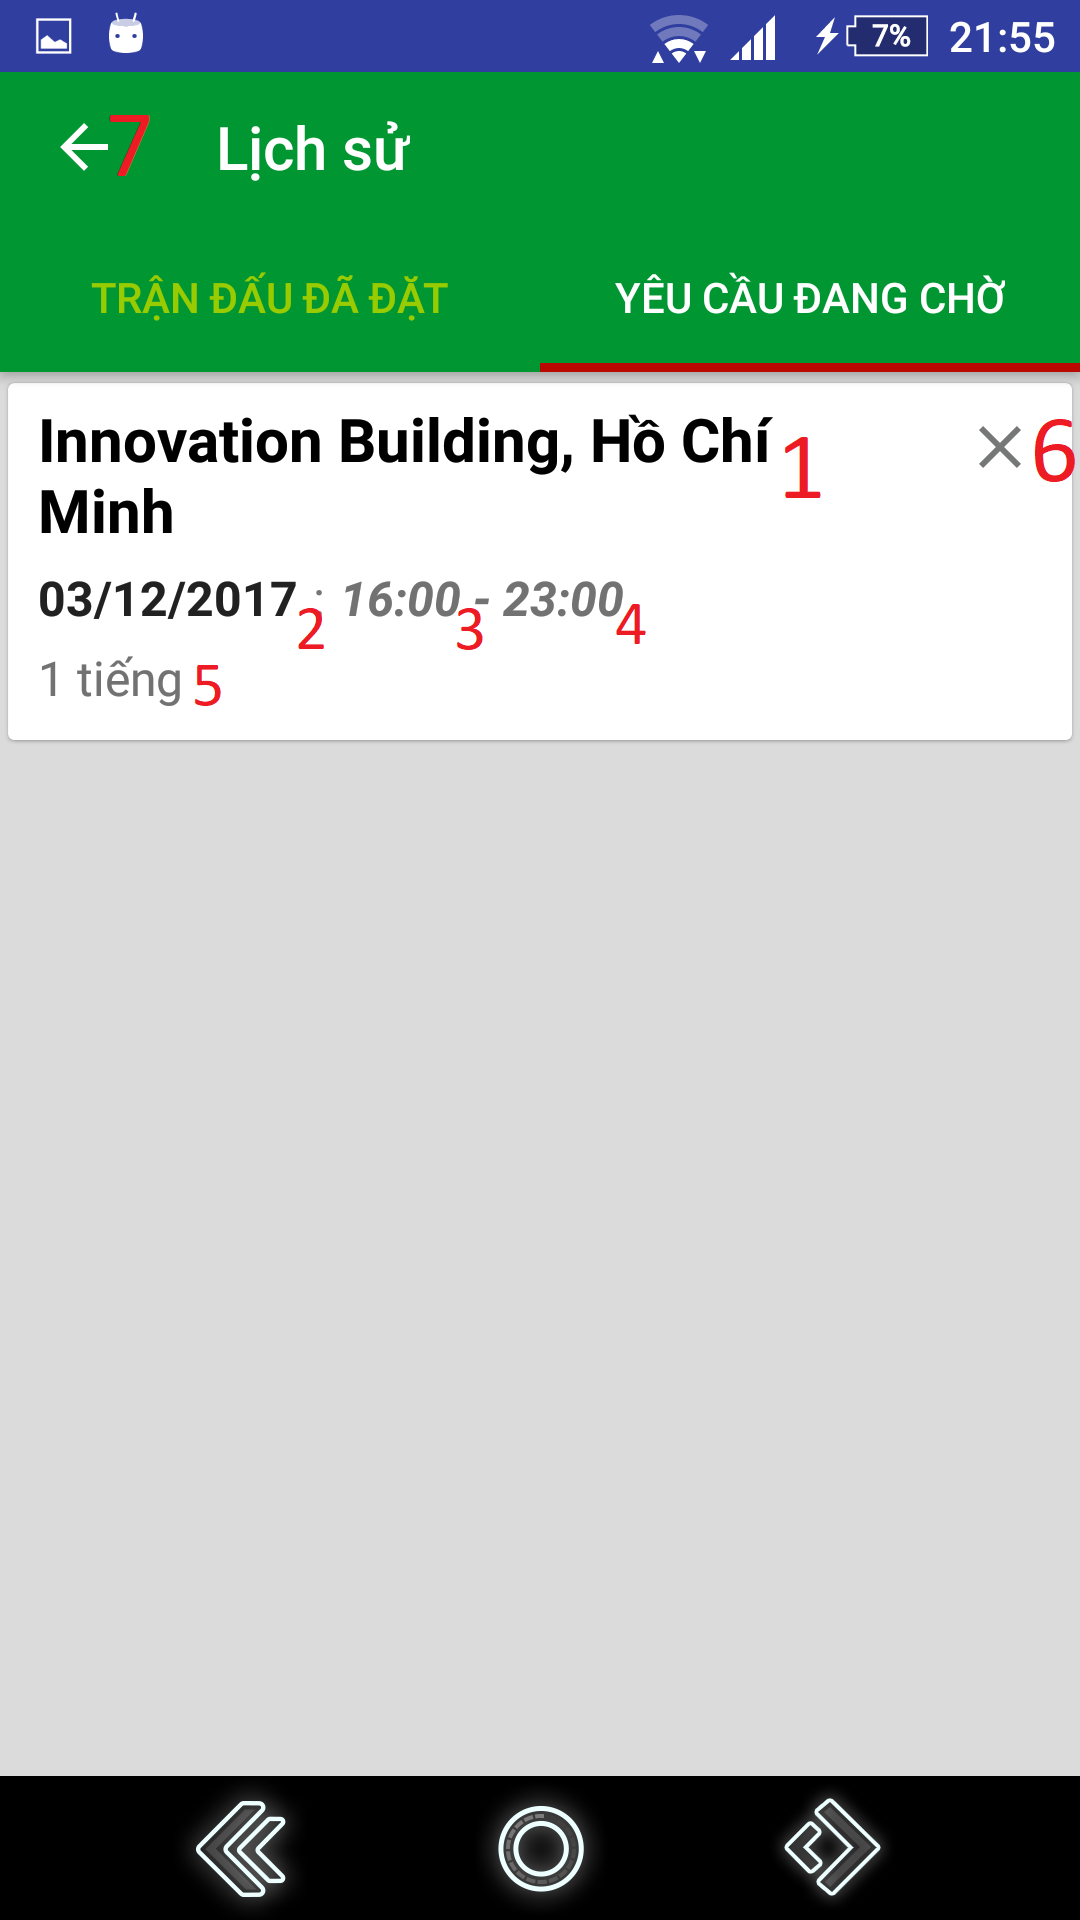 7% 21:55
7 Lịch sử
TRẬN ĐẤU ĐÃ ĐẶT YÊU CẦU ĐANG CHỜ
Innovation Building, Hồ Chí 1 6
Minh
03/12/2017 2 : 16:00 3 - 23:00 4
1 tiếng 5